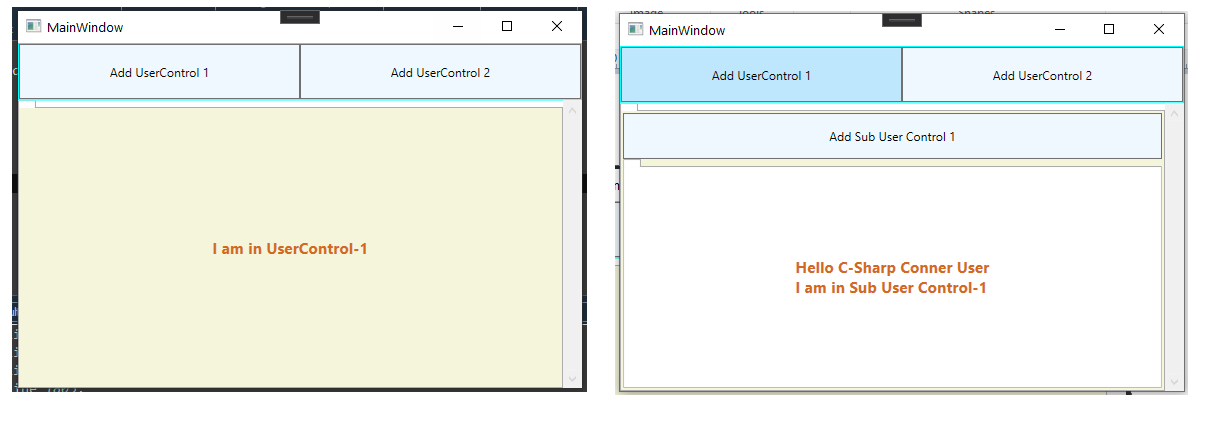 MainWindow
Add UserControl 1
Add UserControl 2
I am in UserControl-1
MainWindow
Add UserControl 1
Add UserControl 2
Add Sub User Control 1
Hello C-Sharp Conner User
I am in Sub User Control-1